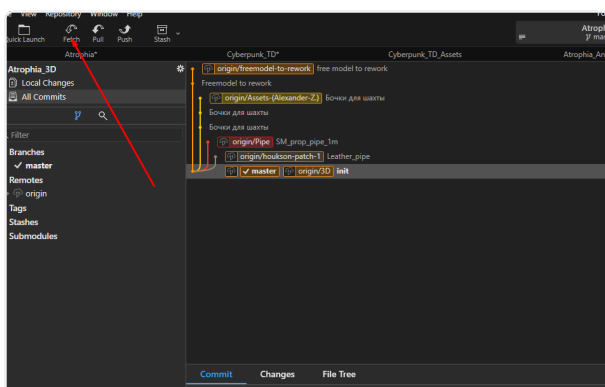 View Repository Window Help
Quick Launch Fetch Pull Push Stash
Atrophia* Cyberpunk_TD* Cyberpunk_TD_Assets
Atrophia_3D
Local Changes
All Commits
Filter
Branches
master
Remotes
origin
Tags
Stashes
Submodules
origin/freemodel-to-rework free model to rework
Freemodel to rework
origin/Assets-(Alexander-Z.) Бочки для шахты
Бочки для шахты
Бочки для шахты
origin/Pipe SM_prop_pipe_1m
origin/houkson-patch-1 Leather_pipe
master origin/3D init
Commit Changes File Tree